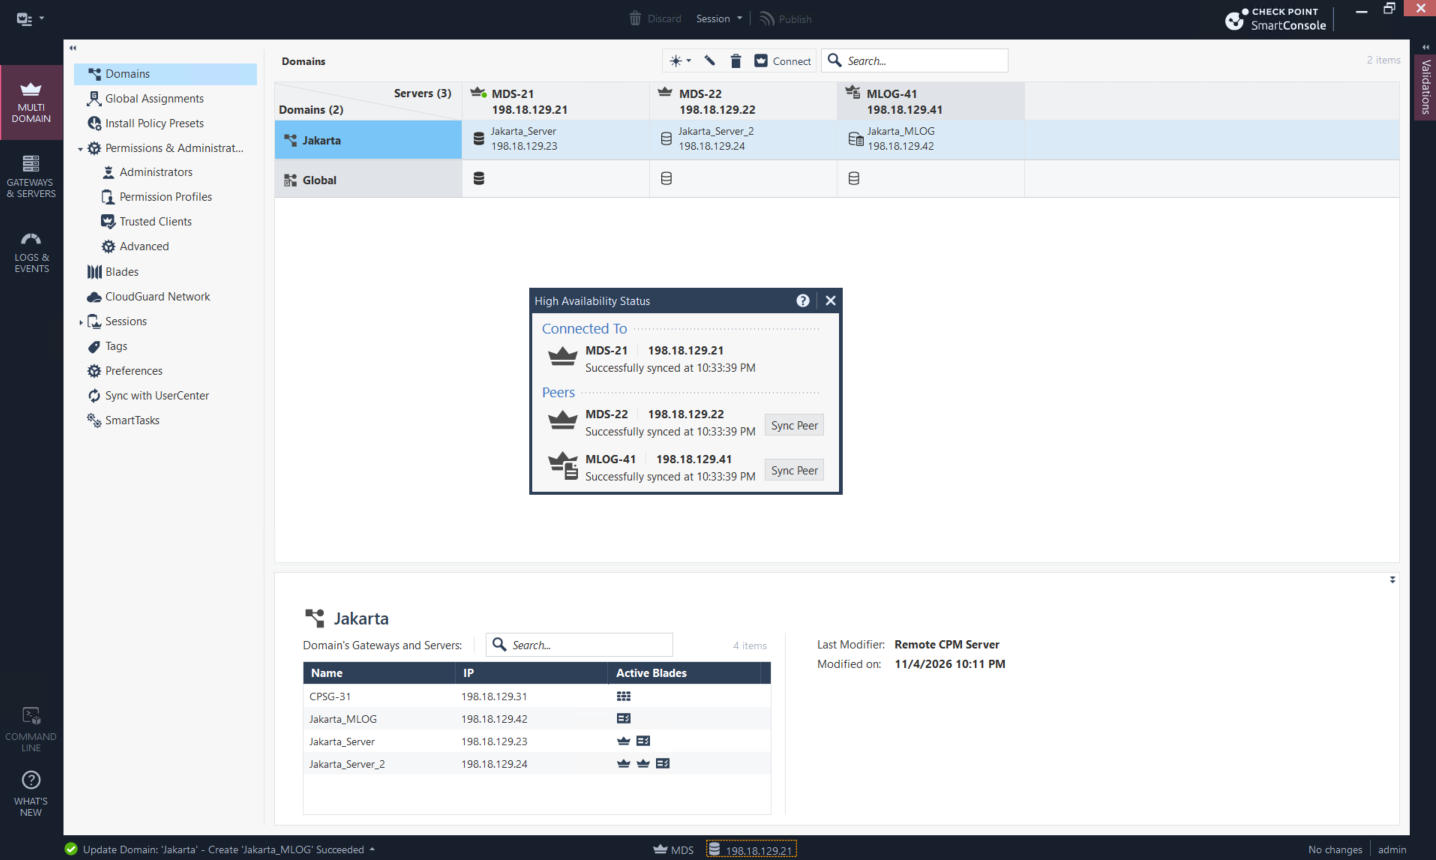 Discard
Session
Publish
CHECK POINT
SmartConsole
MULTI
DOMAIN
GATEWAYS
& SERVERS
LOGS &
EVENTS
COMMAND
LINE
WHAT'S
NEW
Domains
Global Assignments
Install Policy Presets
Permissions & Administrat...
Administrators
Permission Profiles
Trusted Clients
Advanced
Blades
CloudGuard Network
Sessions
Tags
Preferences
Sync with UserCenter
SmartTasks
Domains
Connect
Search...
2 items
Validations
Servers (3)
Domains (2)
MDS-21
198.18.129.21
MDS-22
198.18.129.22
MLOG-41
198.18.129.41
Jakarta
Jakarta_Server
198.18.129.23
Jakarta_Server_2
198.18.129.24
Jakarta_MLOG
198.18.129.42
Global
High Availability Status
Connected To
MDS-21 198.18.129.21
Successfully synced at 10:33:39 PM
Peers
MDS-22 198.18.129.22
Successfully synced at 10:33:39 PM
Sync Peer
MLOG-41 198.18.129.41
Successfully synced at 10:33:39 PM
Sync Peer
Jakarta
Domain's Gateways and Servers:
Search...
4 items
Name IP Active Blades
CPSG-31 198.18.129.31
Jakarta_MLOG 198.18.129.42
Jakarta_Server 198.18.129.23
Jakarta_Server_2 198.18.129.24
Last Modifier: Remote CPM Server
Modified on: 11/4/2026 10:11 PM
Update Domain: 'Jakarta' - Create 'Jakarta_MLOG' Succeeded
MDS
198.18.129.21
No changes
admin